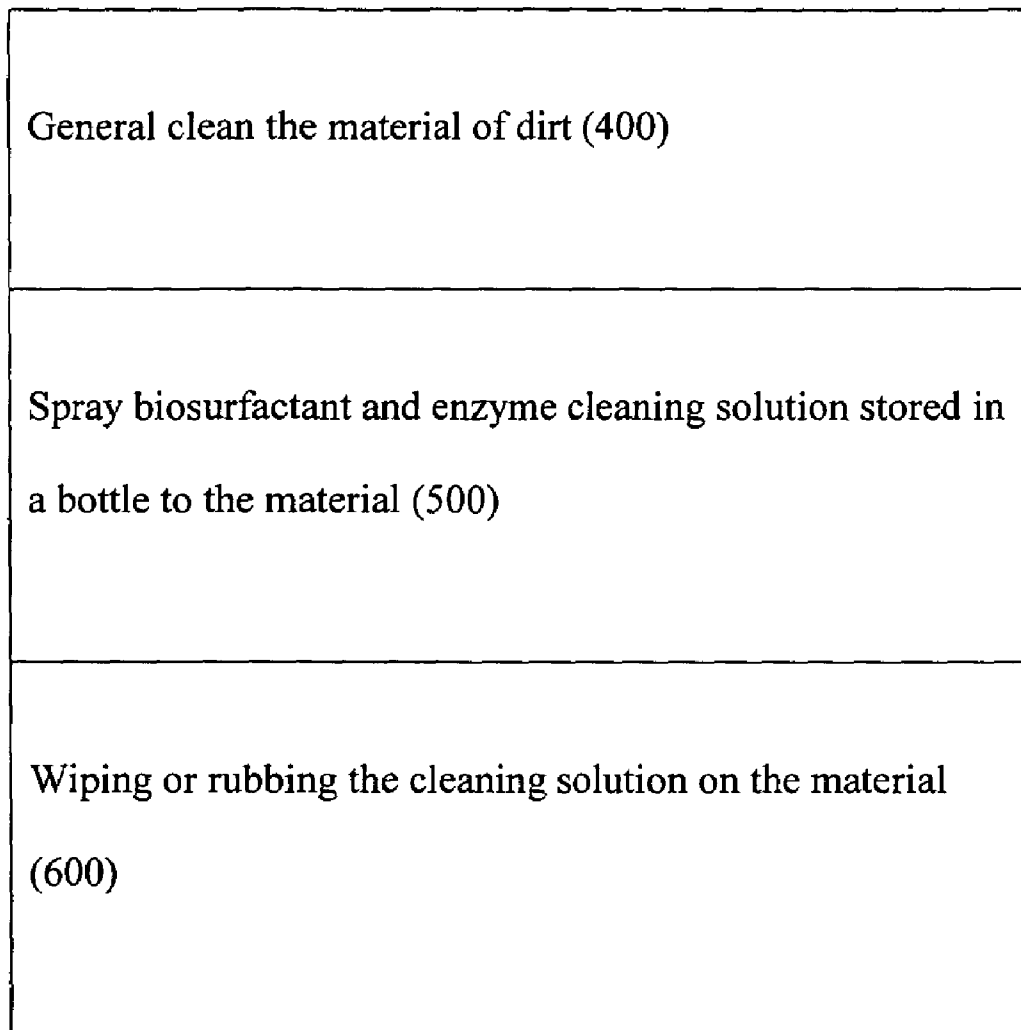 General clean the material of dirt (400)
Spray biosurfactant and enzyme cleaning solution stored in
a bottle to the material (500)
Wiping or rubbing the cleaning solution on the material
(600)